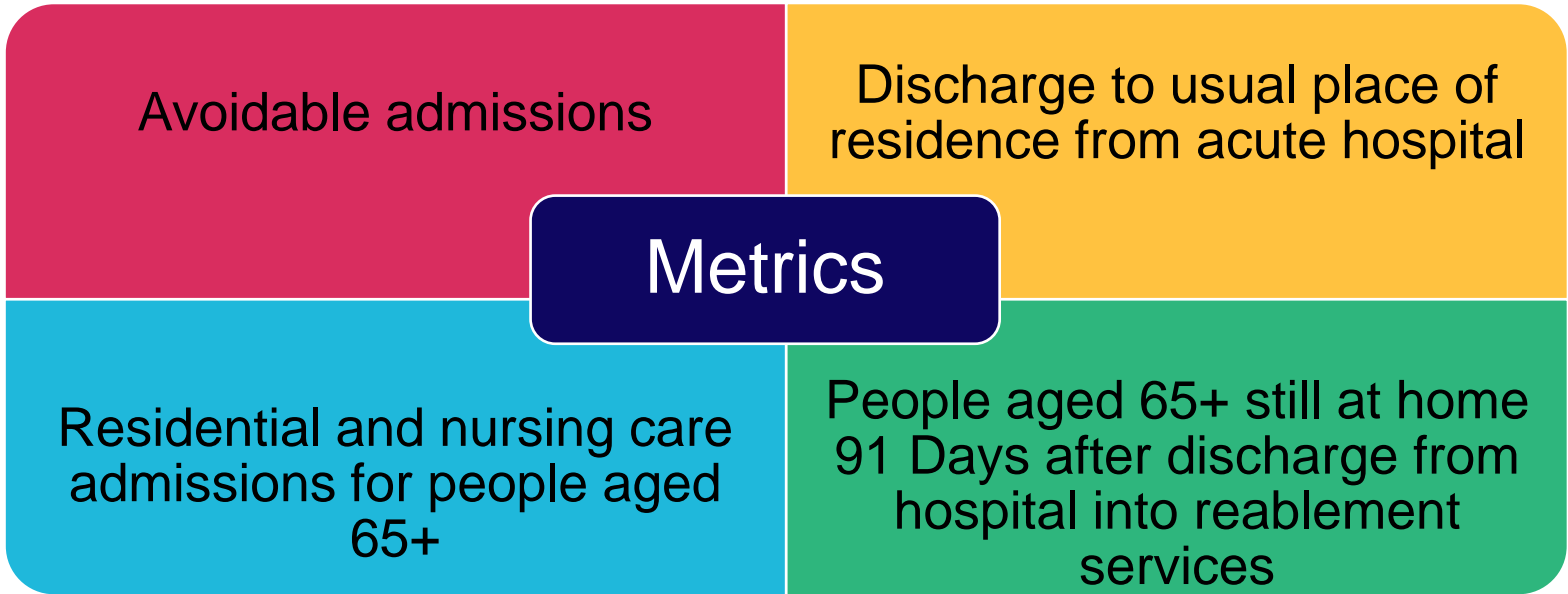 Avoidable admissions
Discharge to usual place of
residence from acute hospital
Metrics
Residential and nursing care
admissions for people aged
65+
People aged 65+ still at home
91 Days after discharge from
hospital into reablement
services